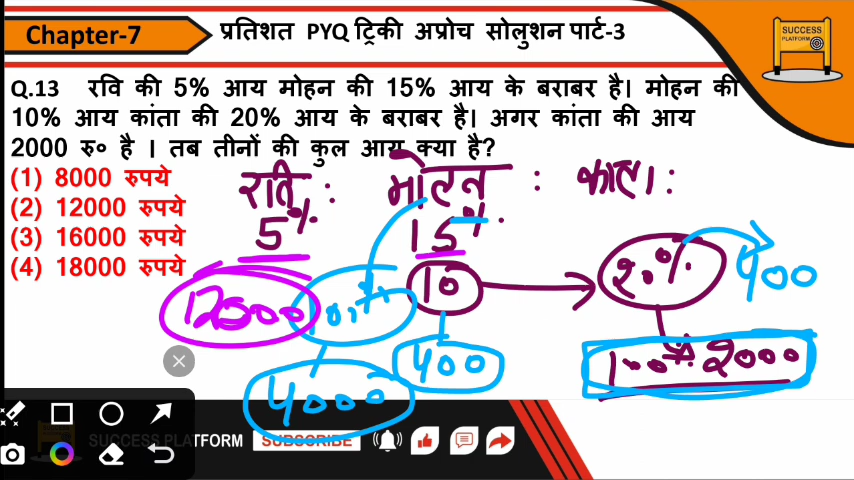 Chapter-7
प्रतिशत PYQ ट्रिकी अप्रोच सोलुशन पार्ट-3
SUCCESS
PLATFORM
Q.13 रवि की 5% आय मोहन की 15% आय के बराबर है। मोहन की
10% आय कांता की 20% आय के बराबर है। अगर कांता की आय
2000 रु० है । तब तीनों की कुल आय क्या है?
(1) 8000 रुपये
(2) 12000 रुपये
(3) 16000 रुपये
(4) 18000 रुपये
रवि : मोहन : कान्ता :
5% 15%
12000 100% 10 20% 400
400 100% 2000
4000
SUCCESS PLATFORM SUBSCRIBE